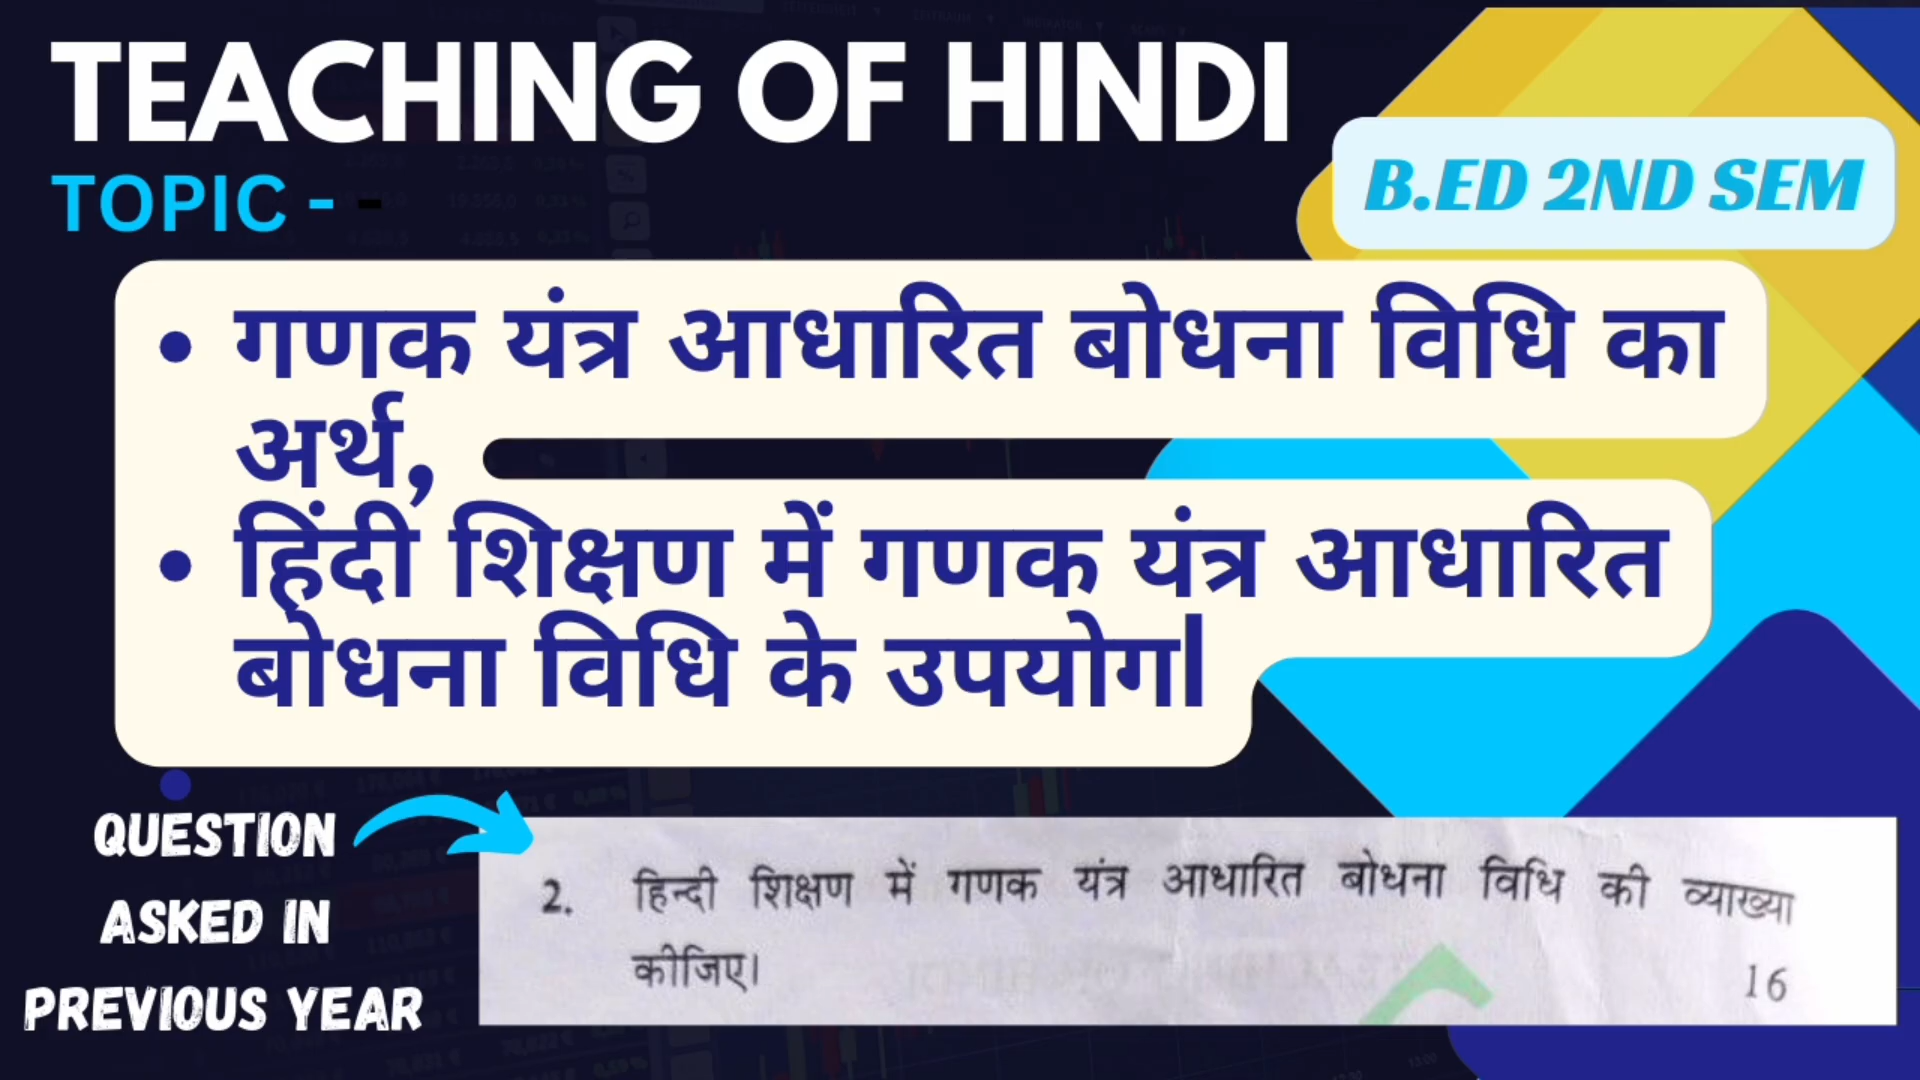 TEACHING OF HINDI
TOPIC - -
B.ED 2ND SEM
• गणक यंत्र आधारित बोधना विधि का
अर्थ,
• हिंदी शिक्षण में गणक यंत्र आधारित
बोधना विधि के उपयोग|
•
QUESTION
ASKED IN
PREVIOUS YEAR
2. हिन्दी शिक्षण में गणक यंत्र आधारित बोधना विधि की व्याख्या
कीजिए।
16